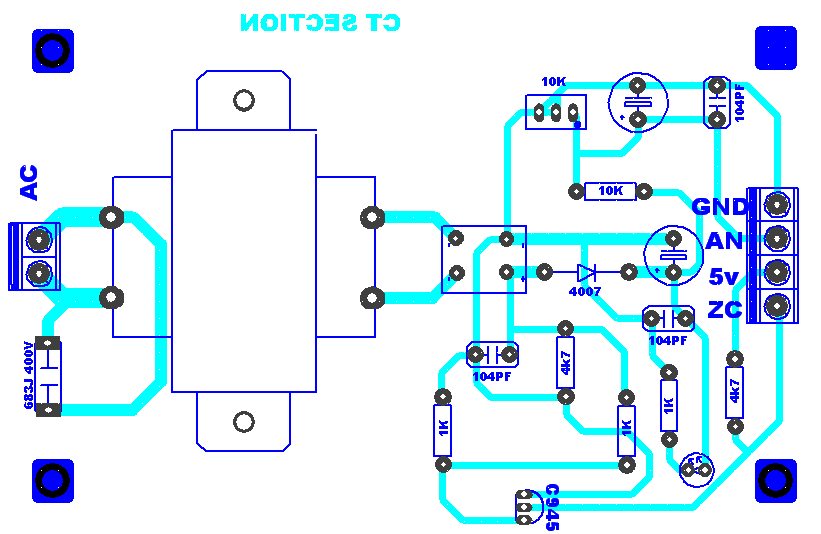 CT SECTION
10K
104PF
AC
10K
GND
AN
5v
ZC
4007
104PF
683J 400V
104PF
4k7
4k7
1K
1K
1K
C945